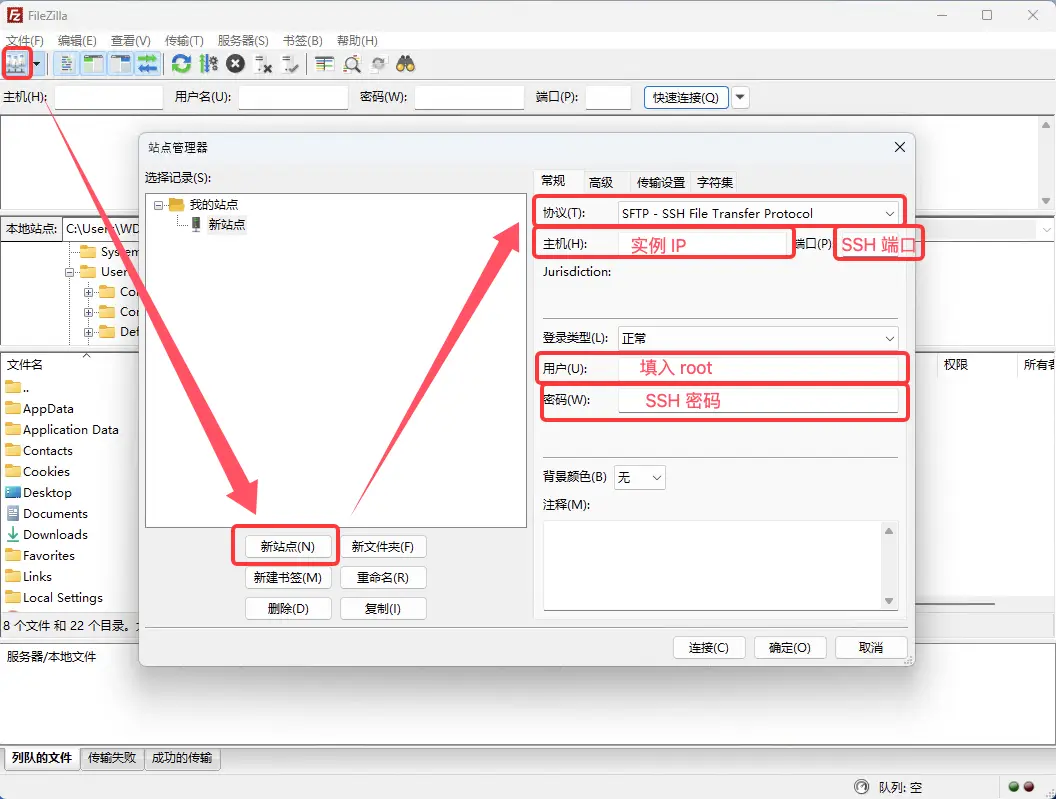 FileZilla
文件(F) 编辑(E) 查看(V) 传输(T) 服务器(S) 书签(B) 帮助(H)
主机(H): 用户名(U): 密码(W): 端口(P): 快速连接(Q)
站点管理器
选择记录(S):
我的站点
新站点
新站点(N) 新文件夹(F)
新建书签(M) 重命名(R)
删除(D) 复制(I)
常规 高级 传输设置 字符集
协议(T): SFTP - SSH File Transfer Protocol
主机(H): 实例 IP 端口(P) SSH 端口
Jurisdiction:
登录类型(L): 正常
用户(U): 填入 root
密码(W): SSH 密码
背景颜色(B) 无
注释(M):
连接(C) 确定(O) 取消
本地站点: C:\Users\WD
System
User
Co
Con
Def
文件名 权限 所有者
..
AppData
Application Data
Contacts
Cookies
Desktop
Documents
Downloads
Favorites
Links
Local Settings
8 个文件 和 22 个目录。
服务器/本地文件
列队的文件 传输失败 成功的传输
队列: 空